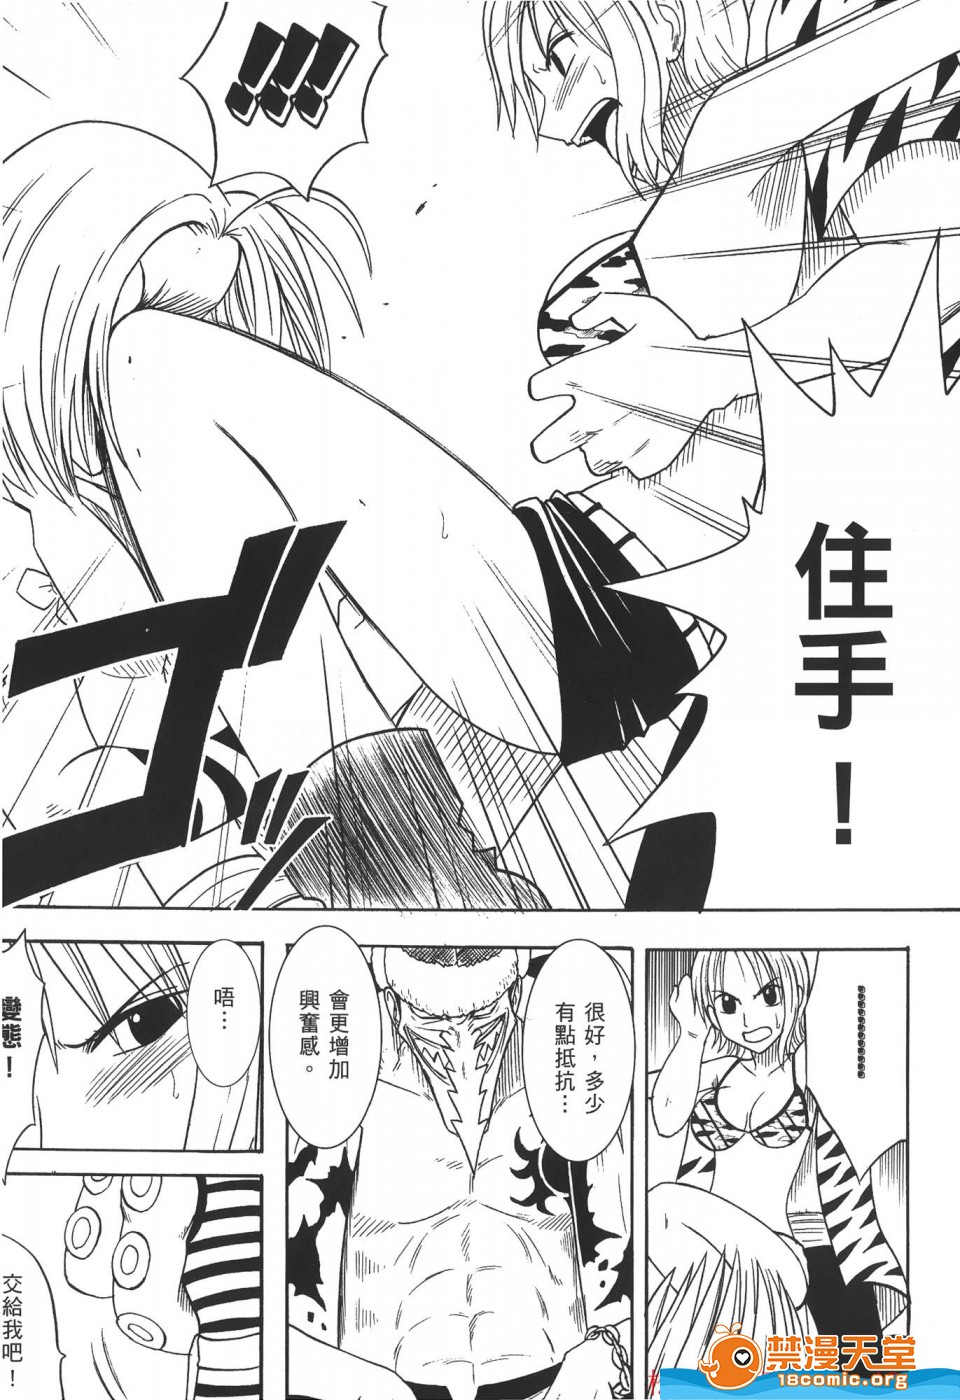 !!!
住手！
ゴ
………………
很好，多少
有點抵抗…
會更增加
興奮感。
唔…
變態！
交給我吧！
禁漫天堂
18comic.org